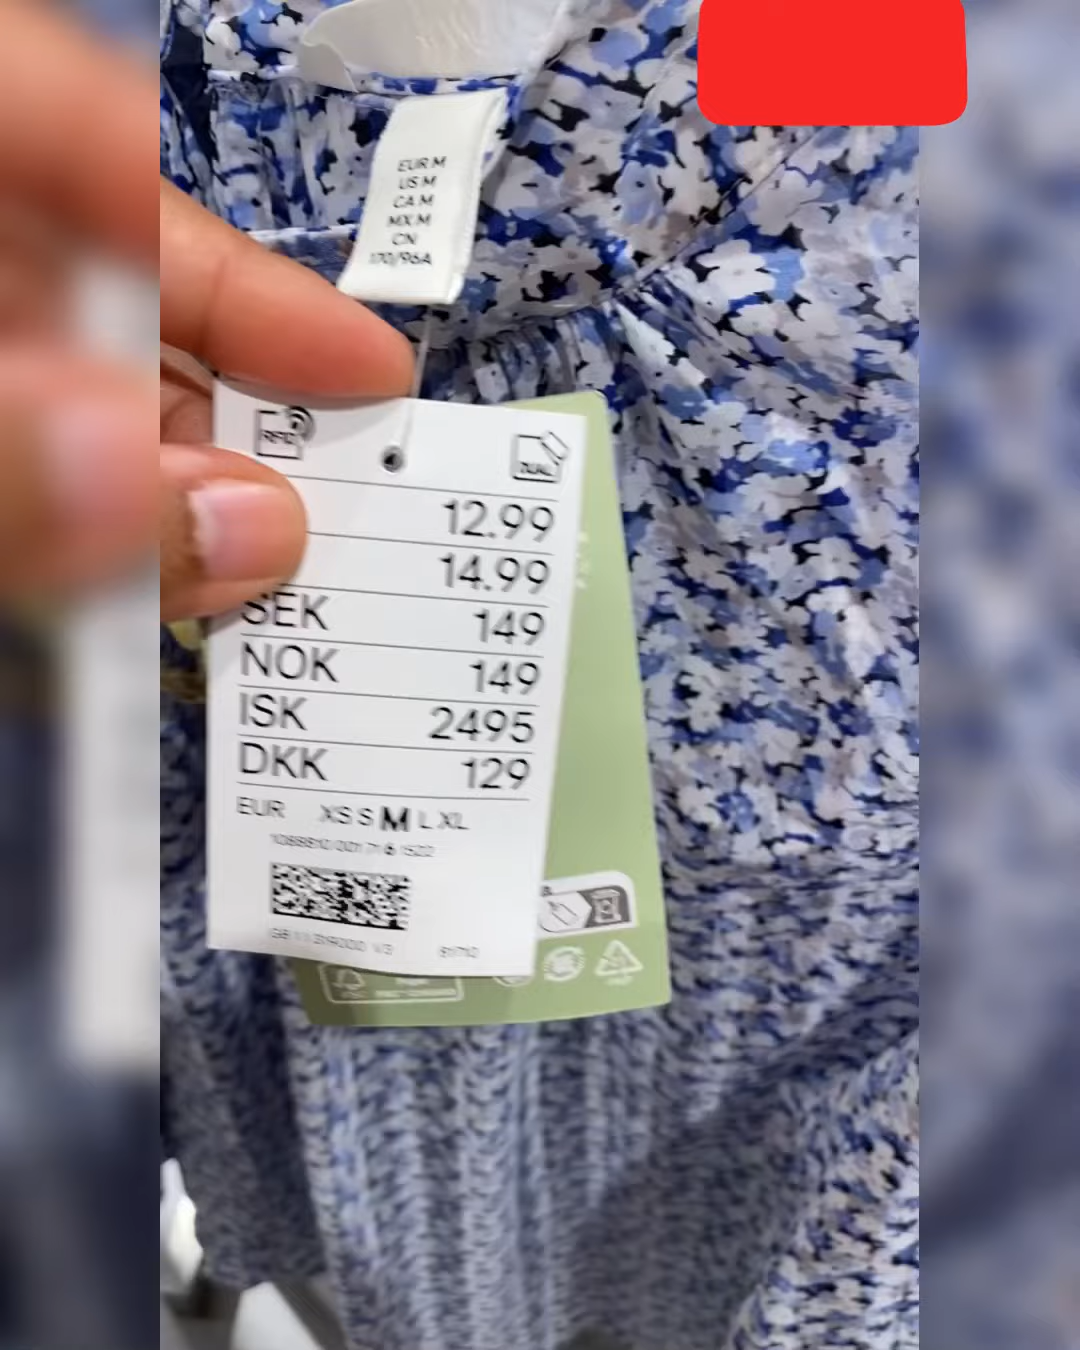 EUR M
US M
CA M
MX M
CN
170/96A
RFID
DUAL
12.99
14.99
SEK 149
NOK 149
ISK 2495
DKK 129
EUR XS S M L XL